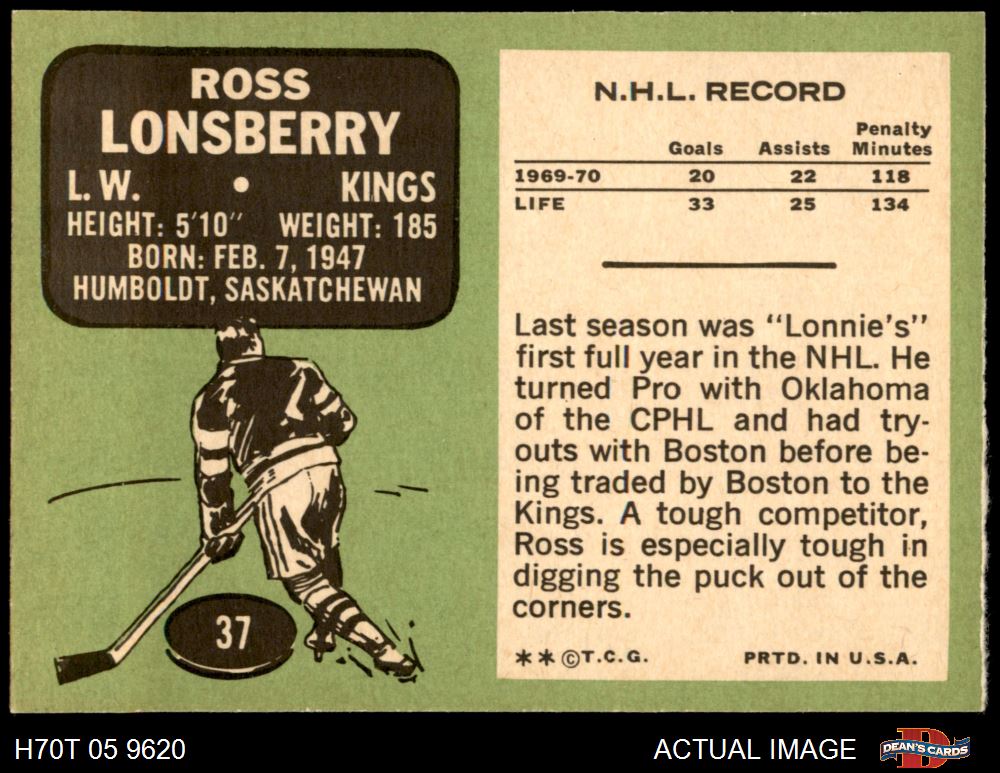 ROSS
LONSBERRY
L.W. • KINGS
HEIGHT: 5'10" WEIGHT: 185
BORN: FEB. 7, 1947
HUMBOLDT, SASKATCHEWAN
37
N.H.L. RECORD
Goals Assists Penalty Minutes
1969-70 20 22 118
LIFE 33 25 134
Last season was "Lonnie's"
first full year in the NHL. He
turned Pro with Oklahoma
of the CPHL and had try-
outs with Boston before be-
ing traded by Boston to the
Kings. A tough competitor,
Ross is especially tough in
digging the puck out of the
corners.
**©T.C.G. PRTD. IN U.S.A.
H70T 05 9620
ACTUAL IMAGE
DEAN'S CARDS